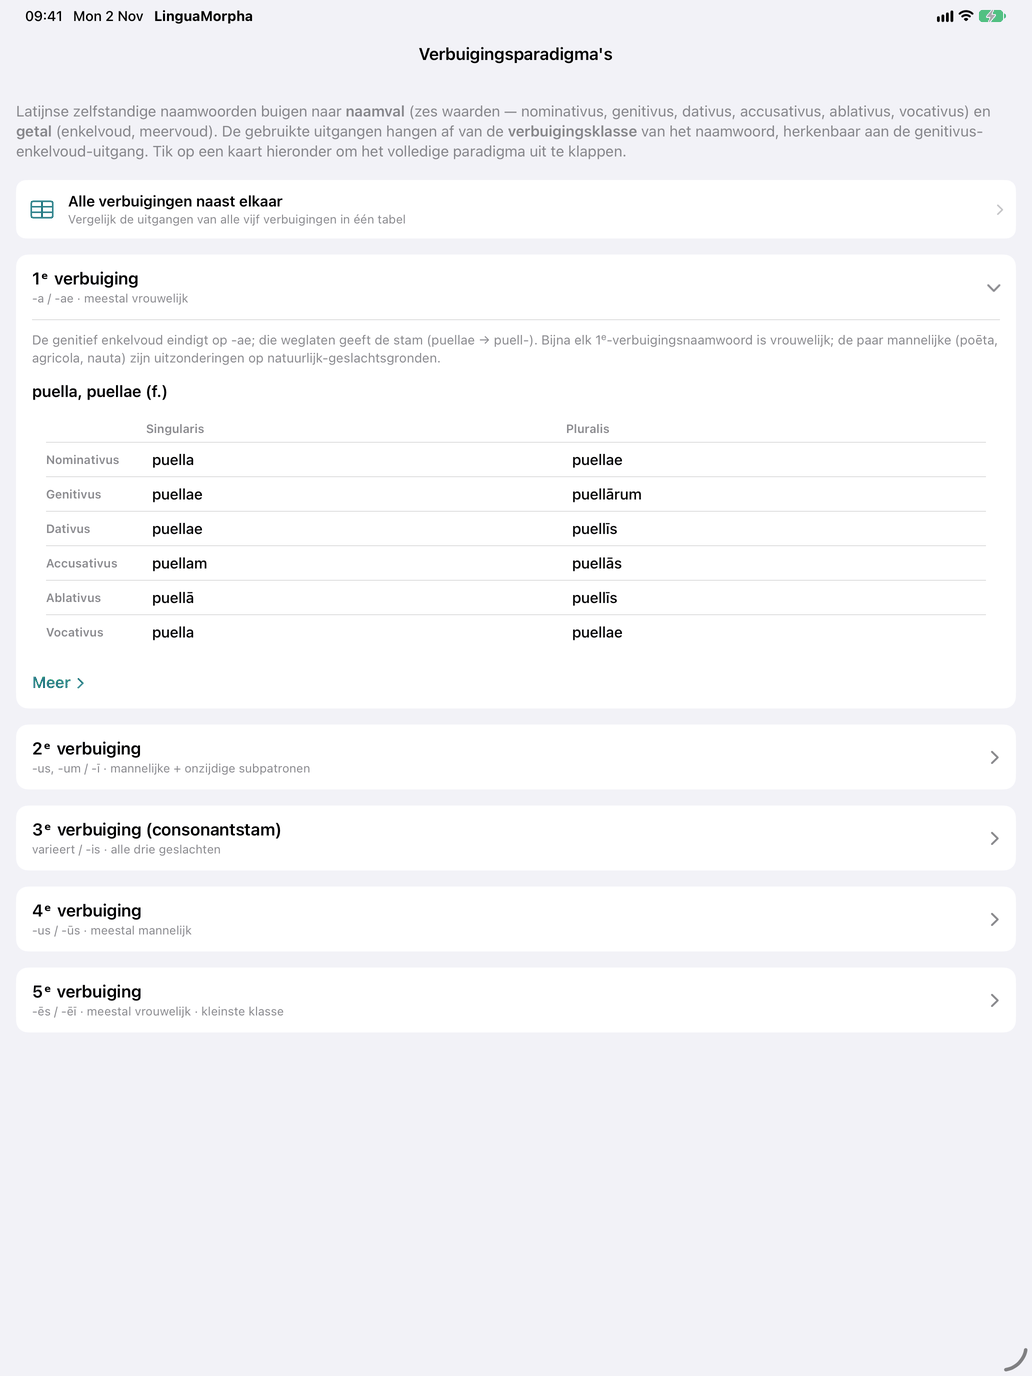 09:41 Mon 2 Nov LinguaMorpha
Verbuigingsparadigma's
Latijnse zelfstandige naamwoorden buigen naar naamval (zes waarden — nominativus, genitivus, dativus, accusativus, ablativus, vocativus) en
getal (enkelvoud, meervoud). De gebruikte uitgangen hangen af van de verbuigingsklasse van het naamwoord, herkenbaar aan de genitivus-
enkelvoud-uitgang. Tik op een kaart hieronder om het volledige paradigma uit te klappen.
Alle verbuigingen naast elkaar
Vergelijk de uitgangen van alle vijf verbuigingen in één tabel
1ᵉ verbuiging
-a / -ae · meestal vrouwelijk
De genitief enkelvoud eindigt op -ae; die weglaten geeft de stam (puellae → puell-). Bijna elk 1ᵉ-verbuigingsnaamwoord is vrouwelijk; de paar mannelijke (poēta,
agricola, nauta) zijn uitzonderingen op natuurlijk-geslachtsgronden.
puella, puellae (f.)
Singularis Pluralis
Nominativus puella puellae
Genitivus puellae puellārum
Dativus puellae puellīs
Accusativus puellam puellās
Ablativus puellā puellīs
Vocativus puella puellae
Meer
2ᵉ verbuiging
-us, -um / -ī · mannelijke + onzijdige subpatronen
3ᵉ verbuiging (consonantstam)
varieert / -is · alle drie geslachten
4ᵉ verbuiging
-us / -ūs · meestal mannelijk
5ᵉ verbuiging
-ēs / -ēī · meestal vrouwelijk · kleinste klasse